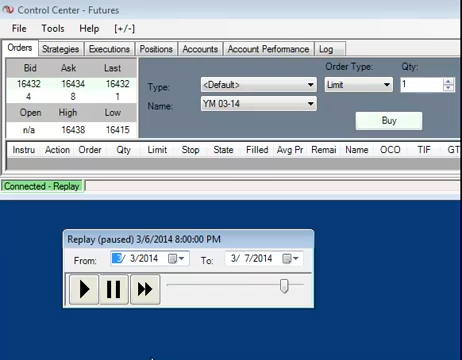 Control Center - Futures
File Tools Help [+/-]
Orders Strategies Executions Positions Accounts Account Performance Log
Bid Ask Last
16432 16434 16432
4 8 1
Open High Low
n/a 16438 16415
Order Type: Qty:
Type: <Default> Limit 1
Name: YM 03-14
Buy
Instru Action Order Qty Limit Stop State Filled Avg Pr Remai Name OCO TIF GT
Connected - Replay
Replay (paused) 3/6/2014 8:00:00 PM
From: 3/ 3/2014 To: 3/ 7/2014